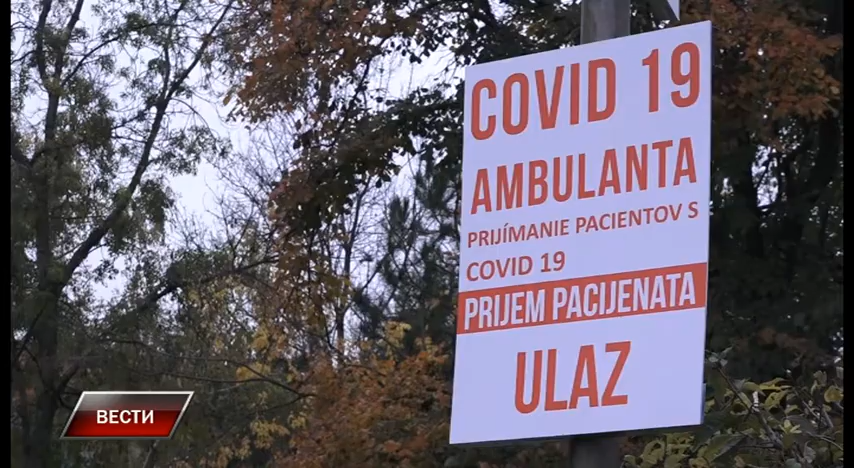 COVID 19
AMBULANTA
PRIJÍMANIE PACIENTOV S
COVID 19
PRIJEM PACIJENATA
ULAZ
ВЕСТИ